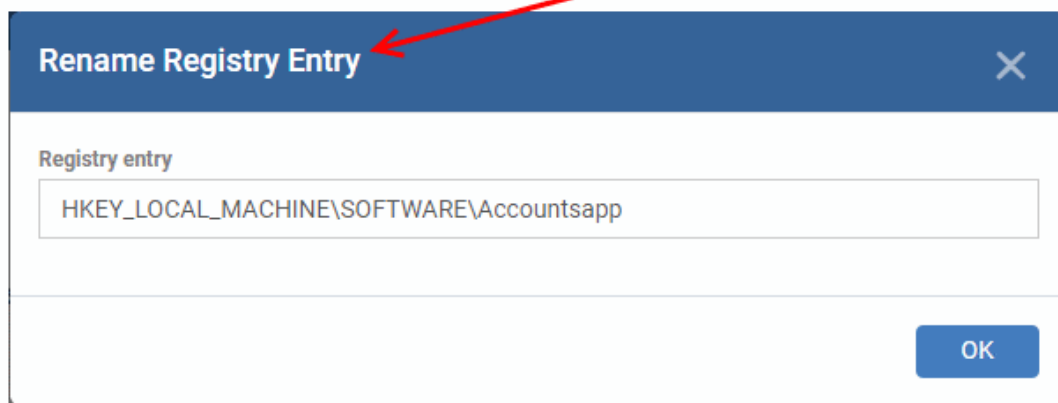 Rename Registry Entry
Registry entry
HKEY_LOCAL_MACHINE\SOFTWARE\Accountsapp
OK